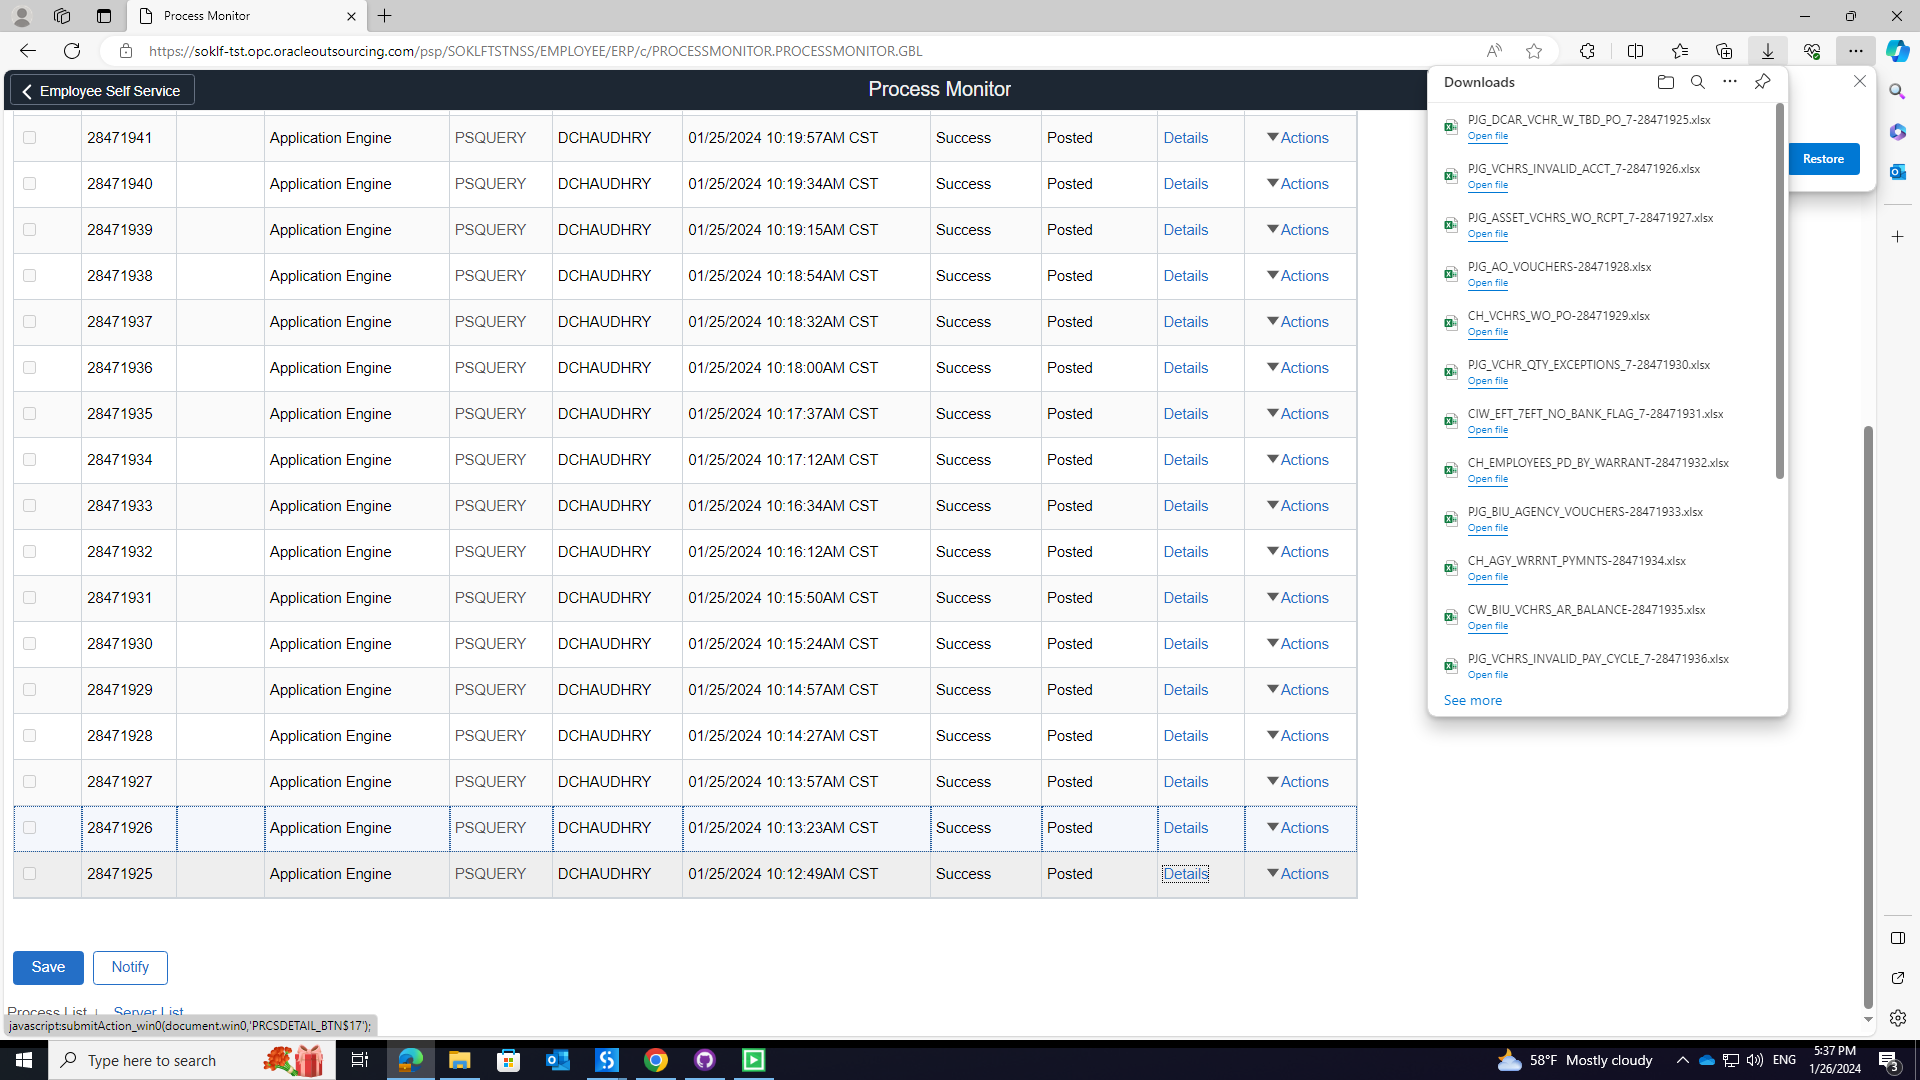 Process Monitor
https://soklf-tst.opc.oracleoutsourcing.com/psp/SOKLFTSTNSS/EMPLOYEE/ERP/c/PROCESSMONITOR.PROCESSMONITOR.GBL
Employee Self Service
Process Monitor
28471941 Application Engine PSQUERY DCHAUDHRY 01/25/2024 10:19:57AM CST Success Posted Details Actions
28471940 Application Engine PSQUERY DCHAUDHRY 01/25/2024 10:19:34AM CST Success Posted Details Actions
28471939 Application Engine PSQUERY DCHAUDHRY 01/25/2024 10:19:15AM CST Success Posted Details Actions
28471938 Application Engine PSQUERY DCHAUDHRY 01/25/2024 10:18:54AM CST Success Posted Details Actions
28471937 Application Engine PSQUERY DCHAUDHRY 01/25/2024 10:18:32AM CST Success Posted Details Actions
28471936 Application Engine PSQUERY DCHAUDHRY 01/25/2024 10:18:00AM CST Success Posted Details Actions
28471935 Application Engine PSQUERY DCHAUDHRY 01/25/2024 10:17:37AM CST Success Posted Details Actions
28471934 Application Engine PSQUERY DCHAUDHRY 01/25/2024 10:17:12AM CST Success Posted Details Actions
28471933 Application Engine PSQUERY DCHAUDHRY 01/25/2024 10:16:34AM CST Success Posted Details Actions
28471932 Application Engine PSQUERY DCHAUDHRY 01/25/2024 10:16:12AM CST Success Posted Details Actions
28471931 Application Engine PSQUERY DCHAUDHRY 01/25/2024 10:15:50AM CST Success Posted Details Actions
28471930 Application Engine PSQUERY DCHAUDHRY 01/25/2024 10:15:24AM CST Success Posted Details Actions
28471929 Application Engine PSQUERY DCHAUDHRY 01/25/2024 10:14:57AM CST Success Posted Details Actions
28471928 Application Engine PSQUERY DCHAUDHRY 01/25/2024 10:14:27AM CST Success Posted Details Actions
28471927 Application Engine PSQUERY DCHAUDHRY 01/25/2024 10:13:57AM CST Success Posted Details Actions
28471926 Application Engine PSQUERY DCHAUDHRY 01/25/2024 10:13:23AM CST Success Posted Details Actions
28471925 Application Engine PSQUERY DCHAUDHRY 01/25/2024 10:12:49AM CST Success Posted Details Actions
Save Notify
Process List | Server List
javascript:submitAction_win0(document.win0,'PRCSDETAIL_BTN$17');
Downloads
PJG_DCAR_VCHR_W_TBD_PO_7-28471925.xlsx
Open file
PJG_VCHRS_INVALID_ACCT_7-28471926.xlsx
Open file
PJG_ASSET_VCHRS_WO_RCPT_7-28471927.xlsx
Open file
PJG_AO_VOUCHERS-28471928.xlsx
Open file
CH_VCHRS_WO_PO-28471929.xlsx
Open file
PJG_VCHR_QTY_EXCEPTIONS_7-28471930.xlsx
Open file
CIW_EFT_7EFT_NO_BANK_FLAG_7-28471931.xlsx
Open file
CH_EMPLOYEES_PD_BY_WARRANT-28471932.xlsx
Open file
PJG_BIU_AGENCY_VOUCHERS-28471933.xlsx
Open file
CH_AGY_WRRNT_PYMNTS-28471934.xlsx
Open file
CW_BIU_VCHRS_AR_BALANCE-28471935.xlsx
Open file
PJG_VCHRS_INVALID_PAY_CYCLE_7-28471936.xlsx
Open file
See more
Restore
Type here to search
58°F Mostly cloudy
ENG
5:37 PM
1/26/2024
3